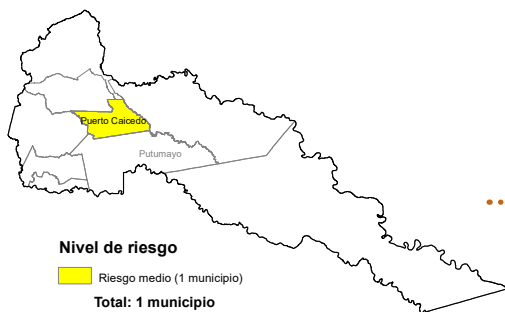 Puerto Caicedo
Putumayo
Nivel de riesgo
Riesgo medio (1 municipio)
Total: 1 municipio